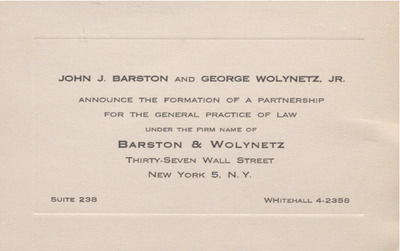 JOHN J. BARSTON AND GEORGE WOLYNETZ, JR.
ANNOUNCE THE FORMATION OF A PARTNERSHIP
FOR THE GENERAL PRACTICE OF LAW
UNDER THE FIRM NAME OF
BARSTON & WOLYNETZ
THIRTY-SEVEN WALL STREET
NEW YORK 5, N. Y.
SUITE 238 WHITEHALL 4-2358